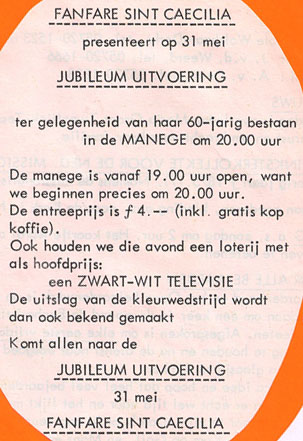 FANFARE SINT CAECILIA
presenteert op 31 mei
JUBILEUM UITVOERING
ter gelegenheid van haar 60-jarig bestaan
in de MANEGE om 20.00 uur
De manege is vanaf 19.00 uur open, want
we beginnen precies om 20.00 uur.
De entreeprijs is ƒ 4.-- (inkl. gratis kop
koffie).
Ook houden we die avond een loterij met
als hoofdprijs:
een ZWART-WIT TELEVISIE
De uitslag van de kleurwedstrijd wordt
dan ook bekend gemaakt
Komt allen naar de
JUBILEUM UITVOERING
31 mei
FANFARE SINT CAECILIA